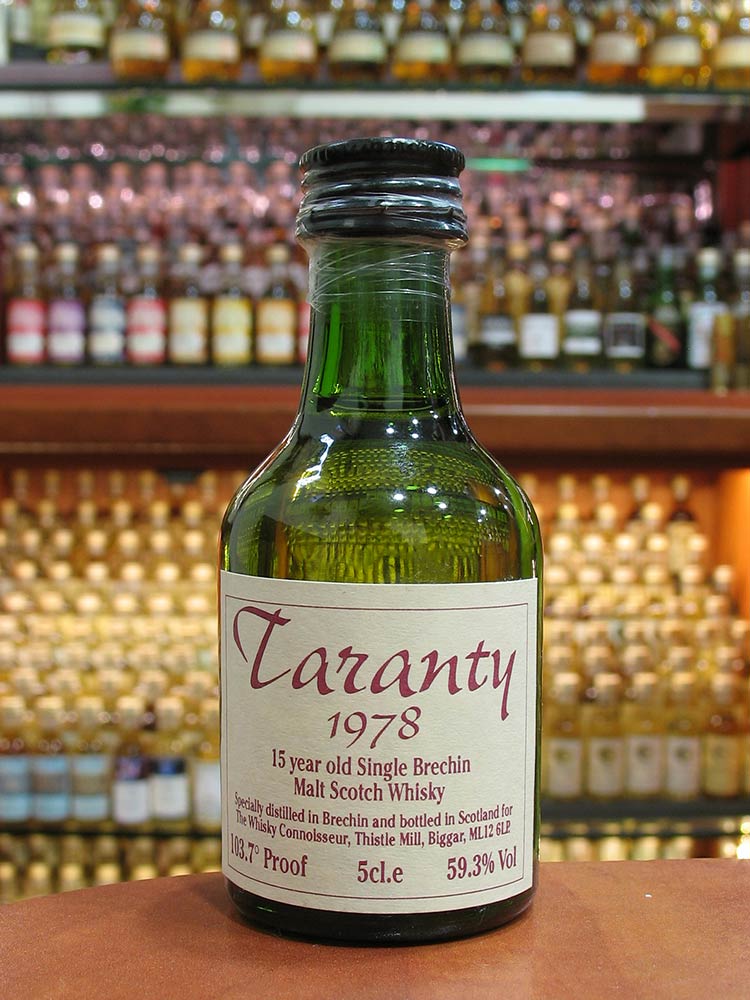 Taranty
1978
15 year old Single Brechin
Malt Scotch Whisky
Specially distilled in Brechin and bottled in Scotland for
The Whisky Connoisseur, Thistle Mill, Biggar, ML12 6LP.
103.7° Proof 5cl.e 59.3% Vol